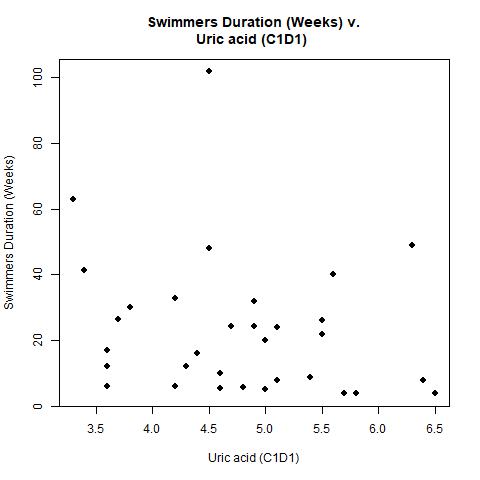 Swimmers Duration (Weeks) v.
Uric acid (C1D1)
Swimmers Duration (Weeks)
100
80
60
40
20
0
3.5 4.0 4.5 5.0 5.5 6.0 6.5
Uric acid (C1D1)